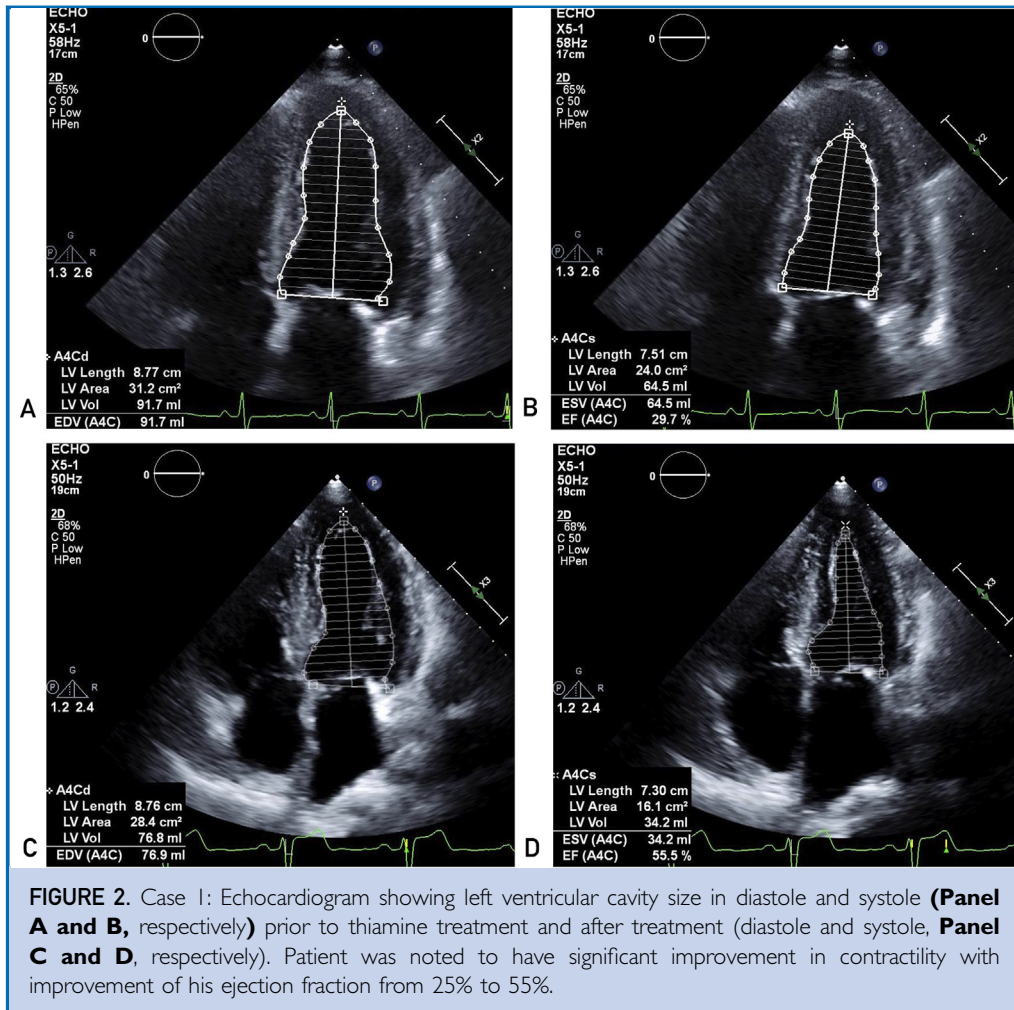 ECHO
X5-1
58Hz
17cm
0
P
2D
65%
C 50
P Low
HPen
X2
G
P R
1.3 2.6
A4Cd
LV Length 8.77 cm
LV Area 31.2 cm²
LV Vol 91.7 ml
EDV (A4C) 91.7 ml
A
ECHO
X5-1
58Hz
17cm
0
P
2D
65%
C 50
P Low
HPen
X2
G
P R
1.3 2.6
A4Cs
LV Length 7.51 cm
LV Area 24.0 cm²
LV Vol 64.5 ml
ESV (A4C) 64.5 ml
EF (A4C) 29.7 %
B
ECHO
X5-1
50Hz
19cm
0
P
2D
68%
C 50
P Low
HPen
X3
G
P R
1.2 2.4
A4Cd
LV Length 8.76 cm
LV Area 28.4 cm²
LV Vol 76.8 ml
EDV (A4C) 76.9 ml
C
ECHO
X5-1
50Hz
19cm
0
P
2D
68%
C 50
P Low
HPen
X3
G
P R
1.2 2.4
A4Cs
LV Length 7.30 cm
LV Area 16.1 cm²
LV Vol 34.2 ml
ESV (A4C) 34.2 ml
EF (A4C) 55.5 %
D
FIGURE 2. Case 1: Echocardiogram showing left ventricular cavity size in diastole and systole (Panel
A and B, respectively) prior to thiamine treatment and after treatment (diastole and systole, Panel
C and D, respectively). Patient was noted to have significant improvement in contractility with
improvement of his ejection fraction from 25% to 55%.